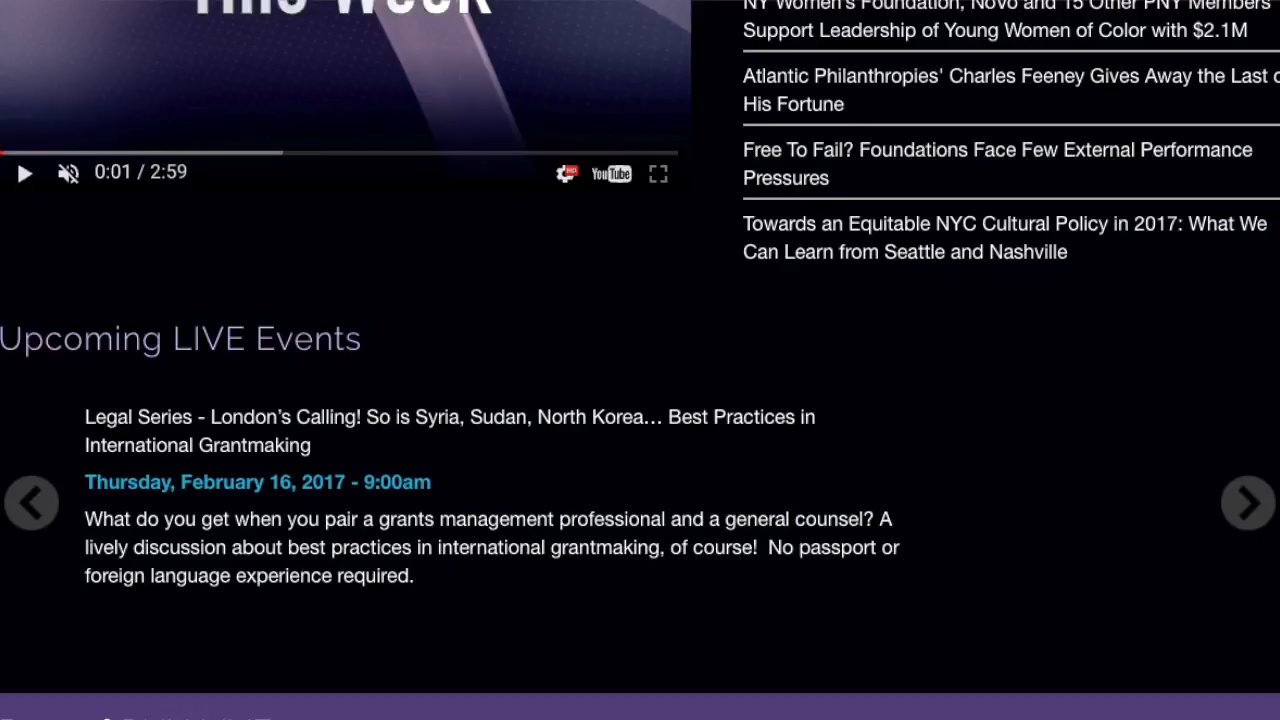 This Week
NY Women's Foundation, NoVo and 15 Other PNY Members
Support Leadership of Young Women of Color with $2.1M
Atlantic Philanthropies' Charles Feeney Gives Away the Last
His Fortune
Free To Fail? Foundations Face Few External Performance
Pressures
Towards an Equitable NYC Cultural Policy in 2017: What We
Can Learn from Seattle and Nashville
0:01 / 2:59
HD
YouTube
Upcoming LIVE Events
Legal Series - London’s Calling! So is Syria, Sudan, North Korea… Best Practices in
International Grantmaking
Thursday, February 16, 2017 - 9:00am
What do you get when you pair a grants management professional and a general counsel? A
lively discussion about best practices in international grantmaking, of course!  No passport or
foreign language experience required.